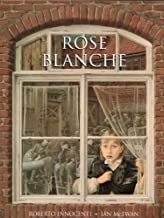 ROSE
BLANCHE
ROBERTO INNOCENTI • IAN McEWAN